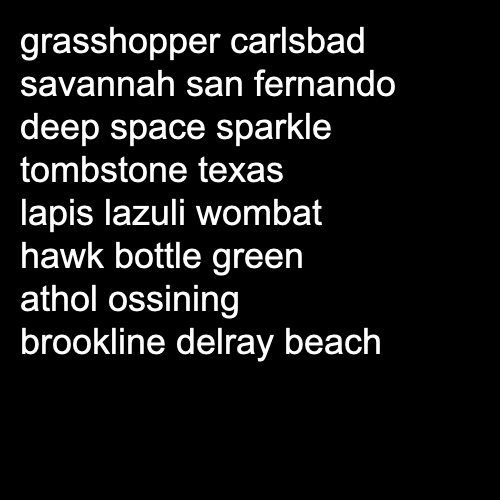 grasshopper carlsbad
savannah san fernando
deep space sparkle
tombstone texas
lapis lazuli wombat
hawk bottle green
athol ossining
brookline delray beach